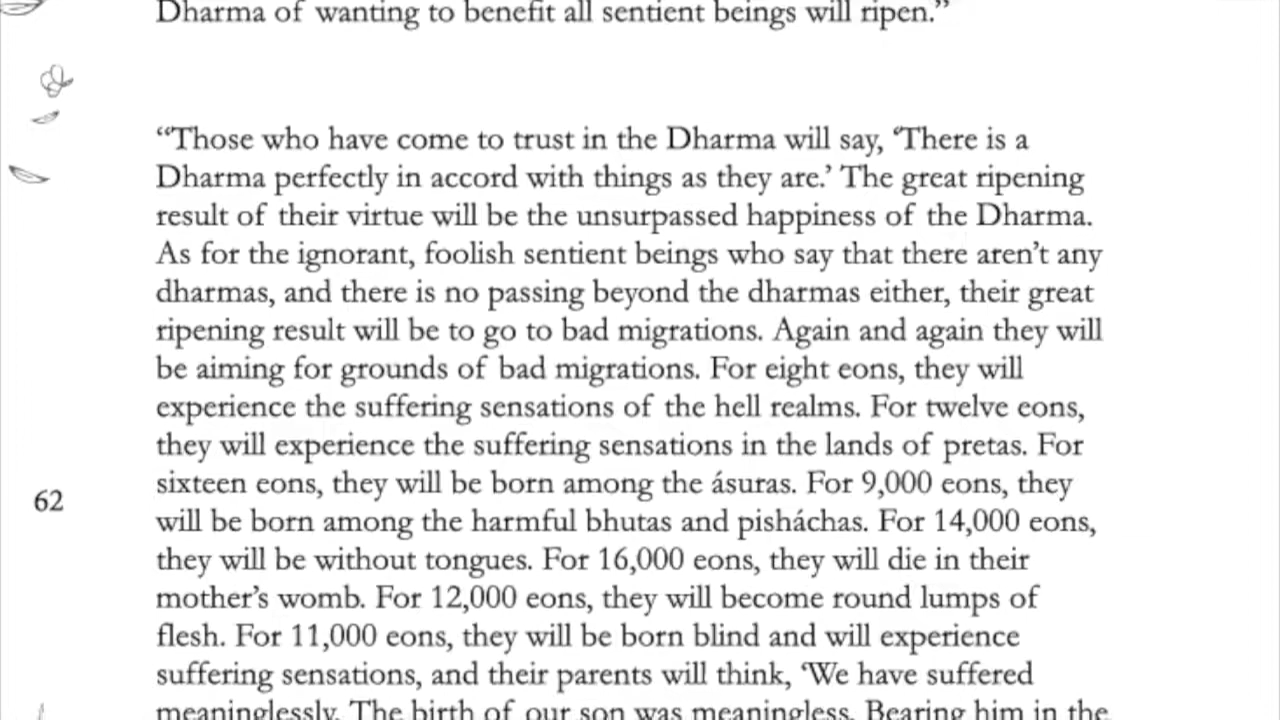 Dharma of wanting to benefit all sentient beings will ripen.”
“Those who have come to trust in the Dharma will say, ‘There is a
Dharma perfectly in accord with things as they are.’ The great ripening
result of their virtue will be the unsurpassed happiness of the Dharma.
As for the ignorant, foolish sentient beings who say that there aren’t any
dharmas, and there is no passing beyond the dharmas either, their great
ripening result will be to go to bad migrations. Again and again they will
be aiming for grounds of bad migrations. For eight eons, they will
experience the suffering sensations of the hell realms. For twelve eons,
they will experience the suffering sensations in the lands of pretas. For
sixteen eons, they will be born among the ásuras. For 9,000 eons, they
62
will be born among the harmful bhutas and pisháchas. For 14,000 eons,
they will be without tongues. For 16,000 eons, they will die in their
mother’s womb. For 12,000 eons, they will become round lumps of
flesh. For 11,000 eons, they will be born blind and will experience
suffering sensations, and their parents will think, ‘We have suffered
meaninglessly. The birth of our son was meaningless. Bearing him in the